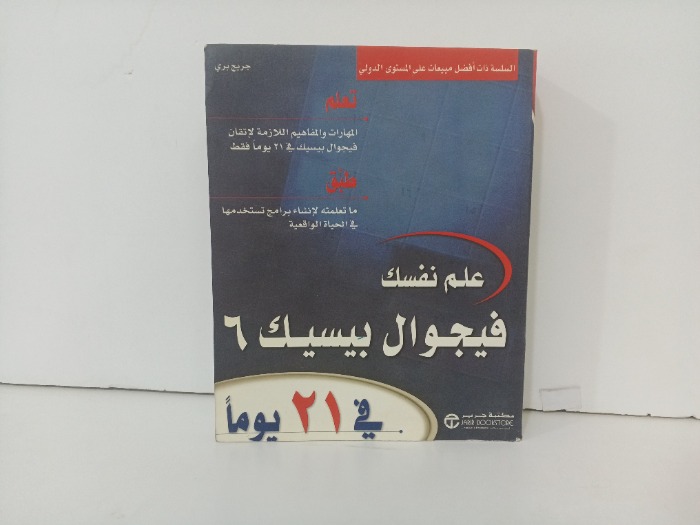 السلسة ذات أفضل مبيعات على المستوى الدولي
جريج بري
تعلم
المهارات والمفاهيم اللازمة لإتقان
فيجوال بيسيك في ٢١ يوماً فقط
طبق
ما تعلمته لإنشاء برامج تستخدمها
في الحياة الواقعية
علم نفسك
فيجوال بيسيك ٦
في ٢١ يوماً
مكتبة جرير
JARIR BOOKSTORE